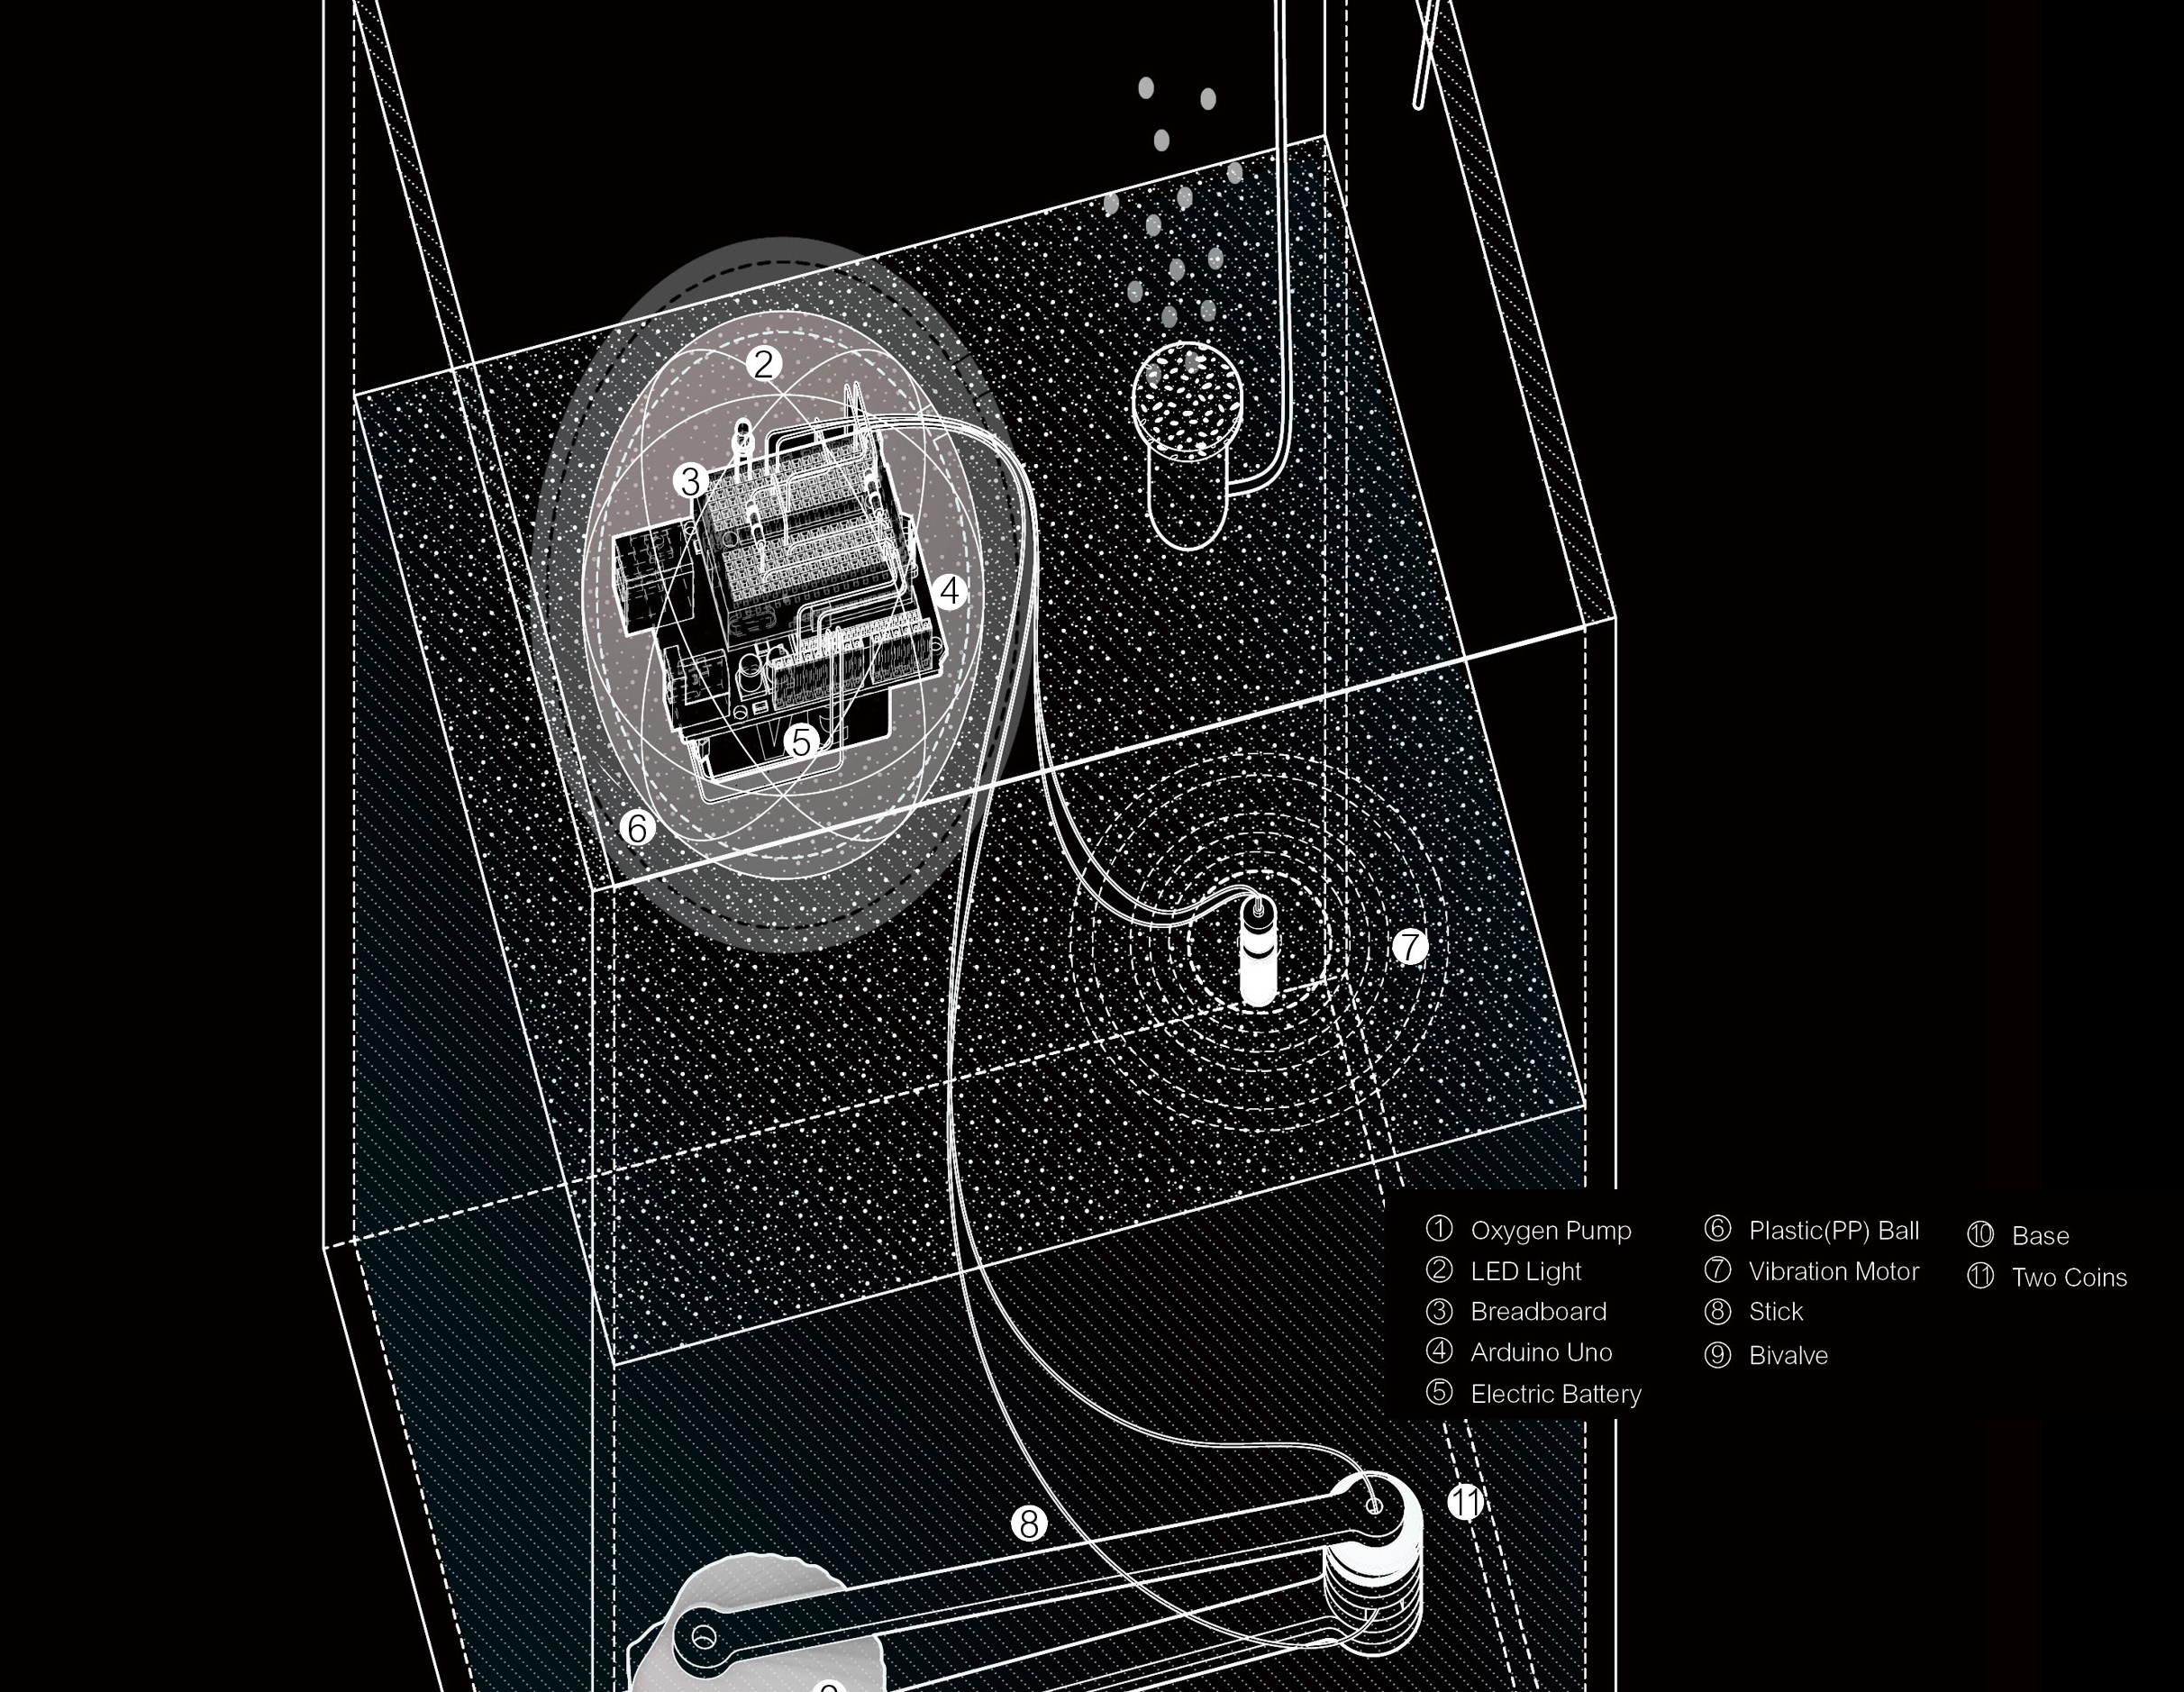 2
3
4
5
6
7
① Oxygen Pump
② LED Light
③ Breadboard
④ Arduino Uno
⑤ Electric Battery
⑥ Plastic(PP) Ball
⑦ Vibration Motor
⑧ Stick
⑨ Bivalve
⑩ Base
⑪ Two Coins
11
8